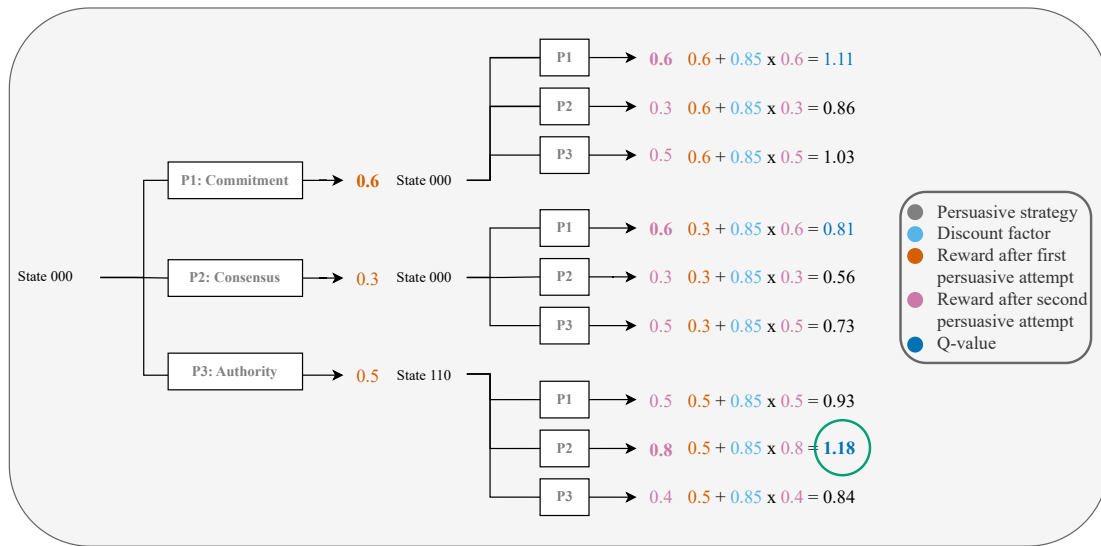 P1 0.6 0.6 + 0.85 x 0.6 = 1.11
P2 0.3 0.6 + 0.85 x 0.3 = 0.86
P3 0.5 0.6 + 0.85 x 0.5 = 1.03
P1: Commitment 0.6 State 000
P1 0.6 0.3 + 0.85 x 0.6 = 0.81
State 000 P2: Consensus 0.3 State 000 P2 0.3 0.3 + 0.85 x 0.3 = 0.56
P3 0.5 0.3 + 0.85 x 0.5 = 0.73
P3: Authority 0.5 State 110
P1 0.5 0.5 + 0.85 x 0.5 = 0.93
P2 0.8 0.5 + 0.85 x 0.8 = 1.18
P3 0.4 0.5 + 0.85 x 0.4 = 0.84
Persuasive strategy
Discount factor
Reward after first
persuasive attempt
Reward after second
persuasive attempt
Q-value